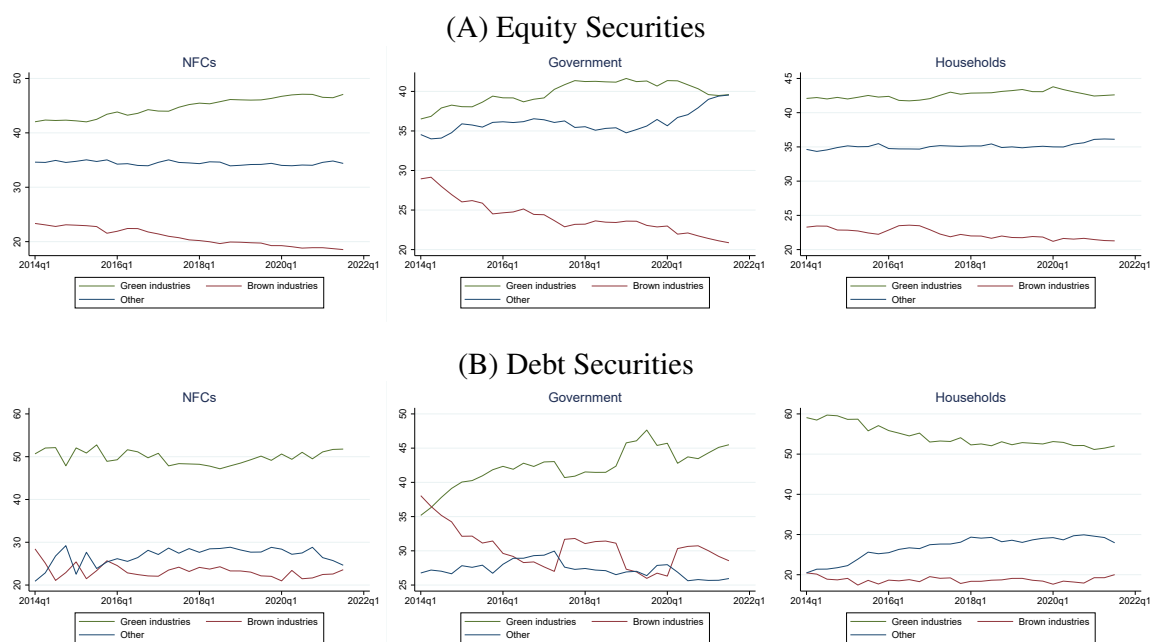 (A) Equity Securities
NFCs
50
40
30
20
2014q1 2016q1 2018q1 2020q1 2022q1
Green industries Brown industries
Other
Government
40
35
30
25
20
2014q1 2016q1 2018q1 2020q1 2022q1
Green industries Brown industries
Other
Households
45
40
35
30
25
20
2014q1 2016q1 2018q1 2020q1 2022q1
Green industries Brown industries
Other
(B) Debt Securities
NFCs
60
50
40
30
20
2014q1 2016q1 2018q1 2020q1 2022q1
Green industries Brown industries
Other
Government
50
45
40
35
30
25
2014q1 2016q1 2018q1 2020q1 2022q1
Green industries Brown industries
Other
Households
60
50
40
30
20
2014q1 2016q1 2018q1 2020q1 2022q1
Green industries Brown industries
Other